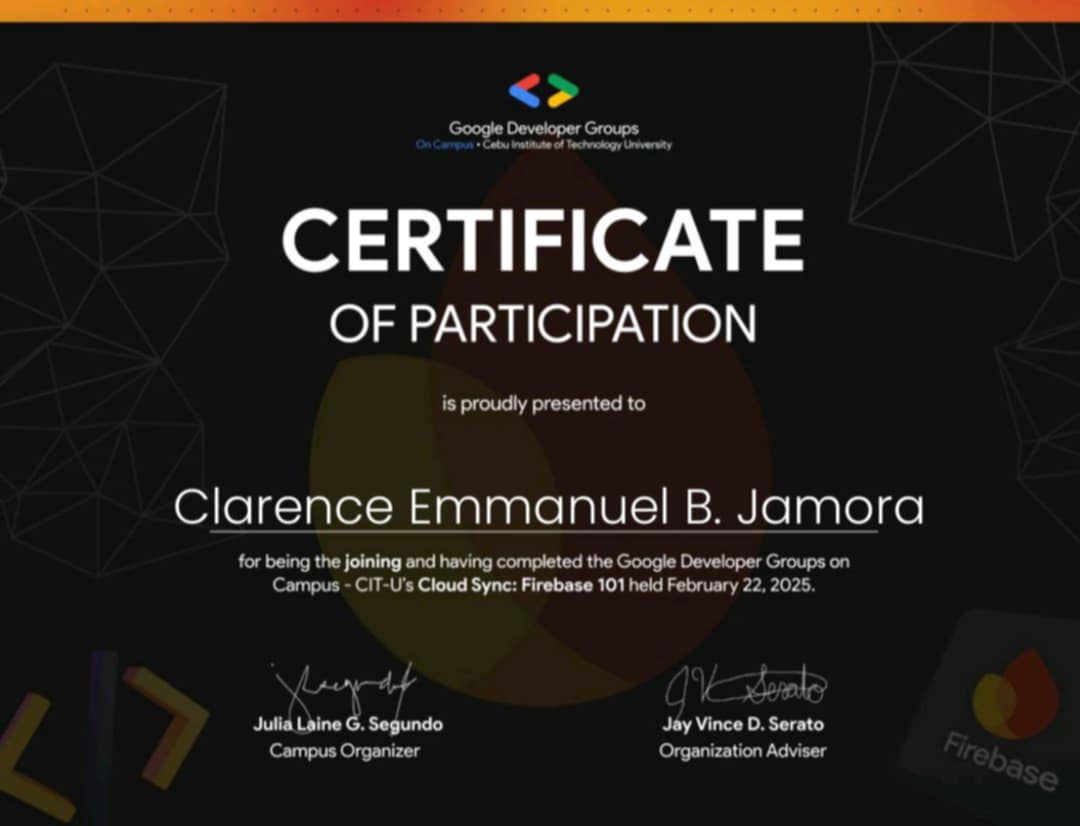 Google Developer Groups
On Campus • Cebu Institute of Technology University
CERTIFICATE
OF PARTICIPATION
is proudly presented to
Clarence Emmanuel B. Jamora
for being the joining and having completed the Google Developer Groups on
Campus - CIT-U's Cloud Sync: Firebase 101 held February 22, 2025.
Julia Laine G. Segundo
Campus Organizer
Jay Vince D. Serato
Organization Adviser
Firebase